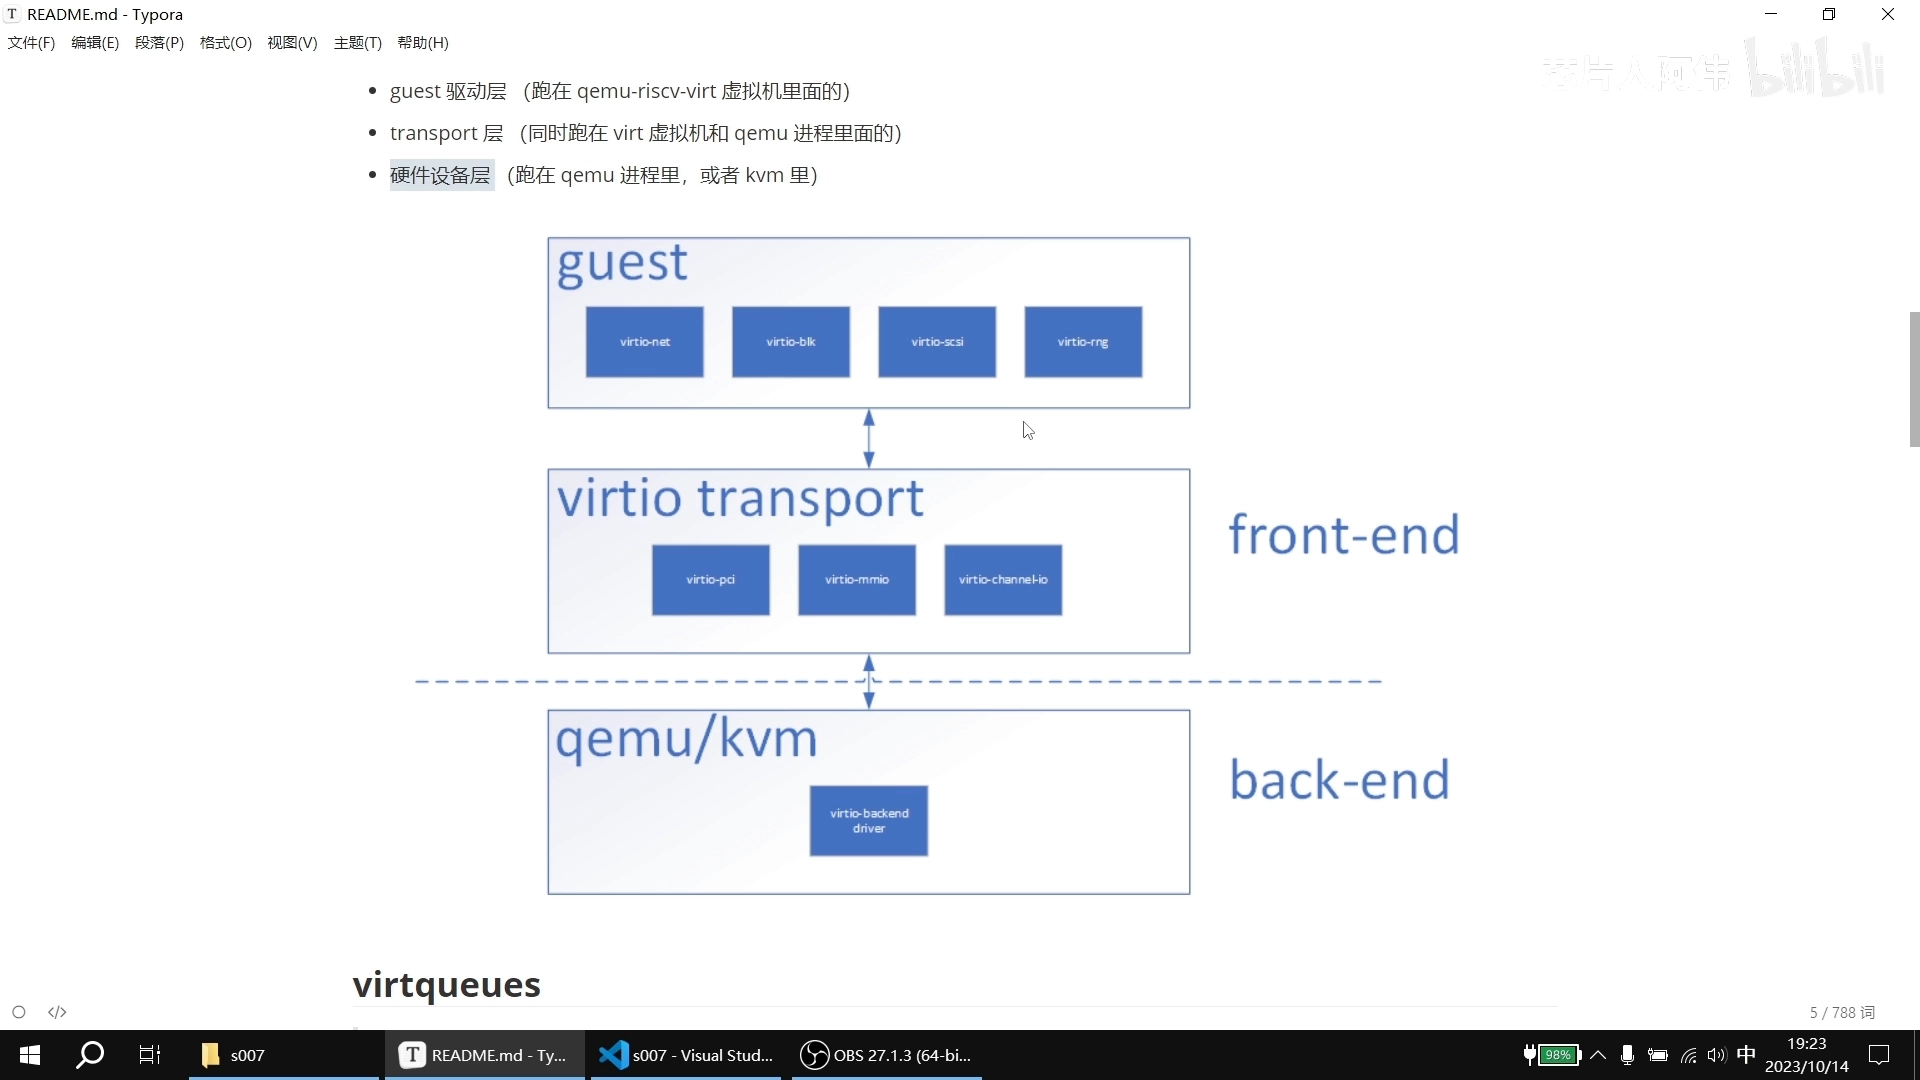 README.md - Typora
文件(F) 编辑(E) 段落(P) 格式(O) 视图(V) 主题(T) 帮助(H)
芯片人阿伟 bilibili
guest 驱动层 （跑在 qemu-riscv-virt 虚拟机里面的）
transport 层 （同时跑在 virt 虚拟机和 qemu 进程里面的）
硬件设备层 （跑在 qemu 进程里，或者 kvm 里）
guest
virtio-net virtio-blk virtio-scsi virtio-rng
virtio transport
front-end
virtio-pci virtio-mmio virtio-channel-io
qemu/kvm
back-end
virtio-backend
driver
virtqueues
</> 5 / 788 词
s007 README.md - Ty... s007 - Visual Stud... OBS 27.1.3 (64-bi... 98% 中
19:23
2023/10/14